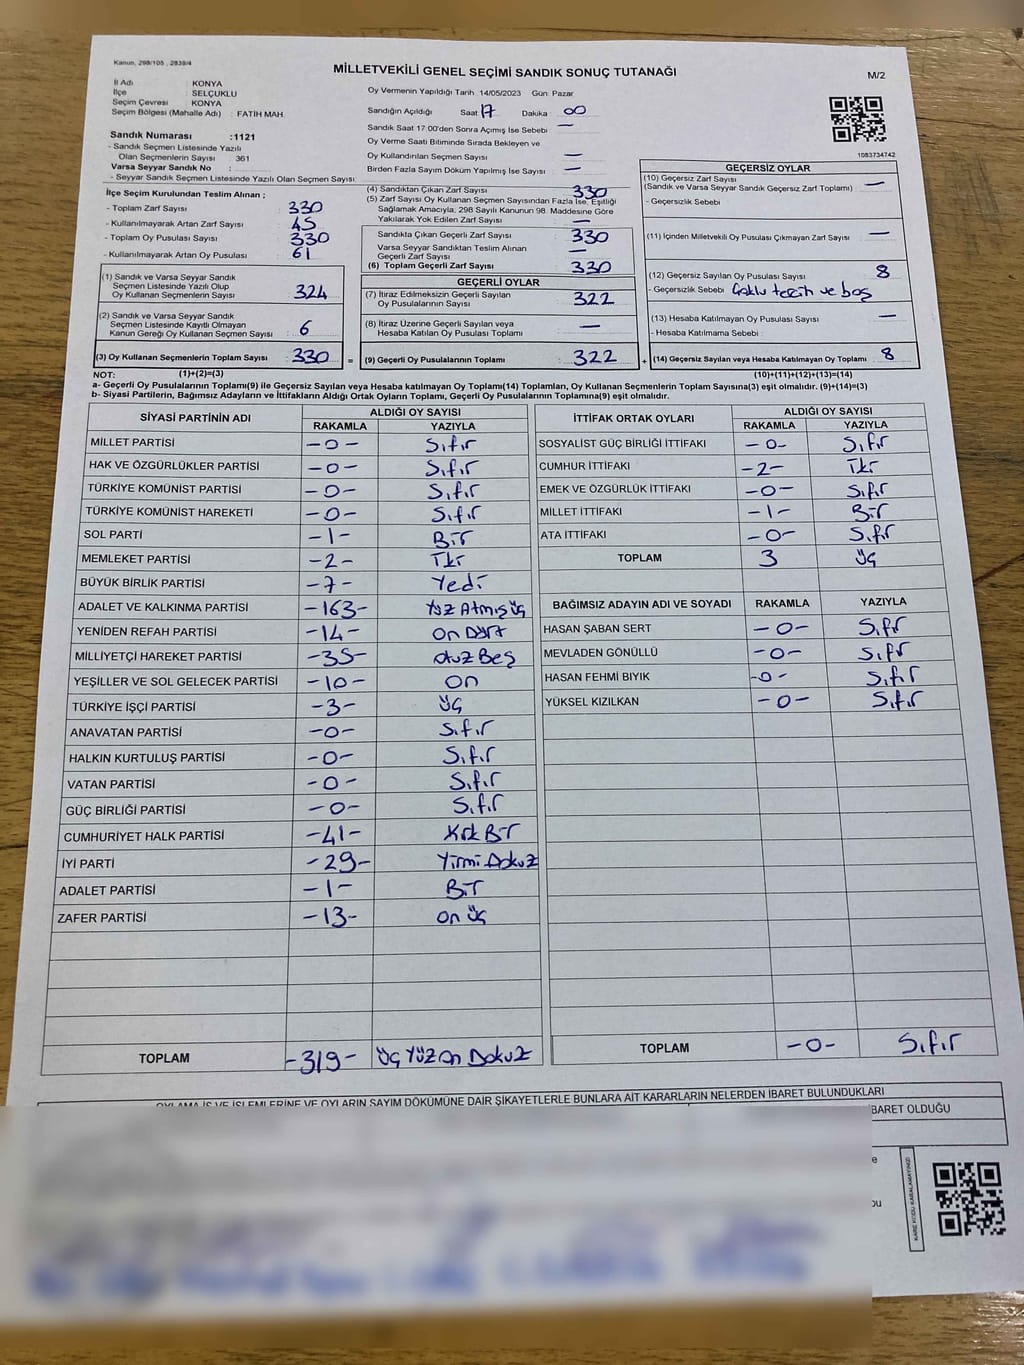 Kanun, 298/105 , 2839/4
MİLLETVEKİLİ GENEL SEÇİMİ SANDIK SONUÇ TUTANAĞI
M/2
İl Adı : KONYA
İlçe : SELÇUKLU
Seçim Çevresi : KONYA
Seçim Bölgesi (Mahalle Adı) : FATİH MAH.
Sandık Numarası :1121
- Sandık Seçmen Listesinde Yazılı
Olan Seçmenlerin Sayısı : 361
Varsa Seyyar Sandık No :
- Seyyar Sandık Seçmen Listesinde Yazılı Olan Seçmen Sayısı:
Oy Vermenin Yapıldığı Tarih 14/05/2023 Gün: Pazar
Sandığın Açıldığı Saat 17 Dakika : 00
Sandık Saat 17:00'den Sonra Açımış İse Sebebi : —
Oy Verme Saati Bitiminde Sırada Bekleyen ve
Oy Kullandırılan Seçmen Sayısı : —
Birden Fazla Sayım Döküm Yapılmış İse Sayısı : —
1083734742
İlçe Seçim Kurulundan Teslim Alınan ;
- Toplam Zarf Sayısı : 330
- Kullanılmayarak Artan Zarf Sayısı : 45
- Toplam Oy Pusulası Sayısı : 330
- Kullanılmayarak Artan Oy Pusulası : 61
(1) Sandık ve Varsa Seyyar Sandık
Seçmen Listesinde Yazılı Olup
Oy Kullanan Seçmenlerin Sayısı : 324
(2) Sandık ve Varsa Seyyar Sandık
Seçmen Listesinde Kayıtlı Olmayan
Kanun Gereği Oy Kullanan Seçmen Sayısı : 6
(3) Oy Kullanan Seçmenlerin Toplam Sayısı : 330 =
(4) Sandıktan Çıkan Zarf Sayısı : 330
(5) Zarf Sayısı Oy Kullanan Seçmen Sayısından Fazla İse, Eşitliği
Sağlamak Amacıyla, 298 Sayılı Kanunun 98. Maddesine Göre
Yakılarak Yok Edilen Zarf Sayısı : —
Sandıkta Çıkan Geçerli Zarf Sayısı : 330
Varsa Seyyar Sandıktan Teslim Alınan
Geçerli Zarf Sayısı : —
(6) Toplam Geçerli Zarf Sayısı : 330
GEÇERLİ OYLAR
(7) İtiraz Edilmeksizin Geçerli Sayılan
Oy Pusulalarının Sayısı : 322
(8) İtiraz Üzerine Geçerli Sayılan veya
Hesaba Katılan Oy Pusulası Toplamı : —
(9) Geçerli Oy Pusulalarının Toplamı : 322 +
GEÇERSİZ OYLAR
(10) Geçersiz Zarf Sayısı
(Sandık ve Varsa Seyyar Sandık Geçersiz Zarf Toplamı) : —
- Geçersizlik Sebebi :
(11) İçinden Milletvekili Oy Pusulası Çıkmayan Zarf Sayısı : —
(12) Geçersiz Sayılan Oy Pusulası Sayısı : 8
- Geçersizlik Sebebi : Çoklu tercih ve boş
(13) Hesaba Katılmayan Oy Pusulası Sayısı : —
- Hesaba Katılmama Sebebi :
(14) Geçersiz Sayılan veya Hesaba Katılmayan Oy Toplamı : 8
NOT: (1)+(2)=(3) (10)+(11)+(12)+(13)=(14)
a- Geçerli Oy Pusulalarının Toplamı(9) ile Geçersiz Sayılan veya Hesaba katılmayan Oy Toplamı(14) Toplamları, Oy Kullanan Seçmenlerin Toplam Sayısına(3) eşit olmalıdır. (9)+(14)=(3)
b- Siyasi Partilerin, Bağımsız Adayların ve İttifakların Aldığı Ortak Oyların Toplamı, Geçerli Oy Pusulalarının Toplamına(9) eşit olmalıdır.
SİYASİ PARTİNİN ADI ALDIĞI OY SAYISI
RAKAMLA YAZIYLA
MİLLET PARTİSİ -0- Sıfır
HAK VE ÖZGÜRLÜKLER PARTİSİ -0- Sıfır
TÜRKİYE KOMÜNİST PARTİSİ -0- Sıfır
TÜRKİYE KOMÜNİST HAREKETİ -0- Sıfır
SOL PARTİ -1- Bir
MEMLEKET PARTİSİ -2- İki
BÜYÜK BİRLİK PARTİSİ -7- Yedi
ADALET VE KALKINMA PARTİSİ -163- Yüz Atmış üç
YENİDEN REFAH PARTİSİ -14- On Dört
MİLLİYETÇİ HAREKET PARTİSİ -35- Otuz Beş
YEŞİLLER VE SOL GELECEK PARTİSİ -10- On
TÜRKİYE İŞÇİ PARTİSİ -3- Üç
ANAVATAN PARTİSİ -0- Sıfır
HALKIN KURTULUŞ PARTİSİ -0- Sıfır
VATAN PARTİSİ -0- Sıfır
GÜÇ BİRLİĞİ PARTİSİ -0- Sıfır
CUMHURİYET HALK PARTİSİ -41- Kırk Bir
İYİ PARTİ -29- Yirmi Dokuz
ADALET PARTİSİ -1- Bir
ZAFER PARTİSİ -13- On üç
TOPLAM -319- Üç Yüz On Dokuz
İTTİFAK ORTAK OYLARI ALDIĞI OY SAYISI
RAKAMLA YAZIYLA
SOSYALİST GÜÇ BİRLİĞİ İTTİFAKI -0- Sıfır
CUMHUR İTTİFAKI -2- İki
EMEK VE ÖZGÜRLÜK İTTİFAKI -0- Sıfır
MİLLET İTTİFAKI -1- Bir
ATA İTTİFAKI -0- Sıfır
TOPLAM 3 Üç
BAĞIMSIZ ADAYIN ADI VE SOYADI RAKAMLA YAZIYLA
HASAN ŞABAN SERT -0- Sıfır
MEVLADEN GÖNÜLLÜ -0- Sıfır
HASAN FEHMİ BIYIK -0- Sıfır
YÜKSEL KIZILKAN -0- Sıfır
TOPLAM -0- Sıfır
OYLAMA İŞ VE İŞLEMLERİNE VE OYLARIN SAYIM DÖKÜMÜNE DAİR ŞİKAYETLERLE BUNLARA AİT KARARLARIN NELERDEN İBARET BULUNDUKLARI
BARET OLDUĞU
KARE KODU KARALAMAYINIZ!